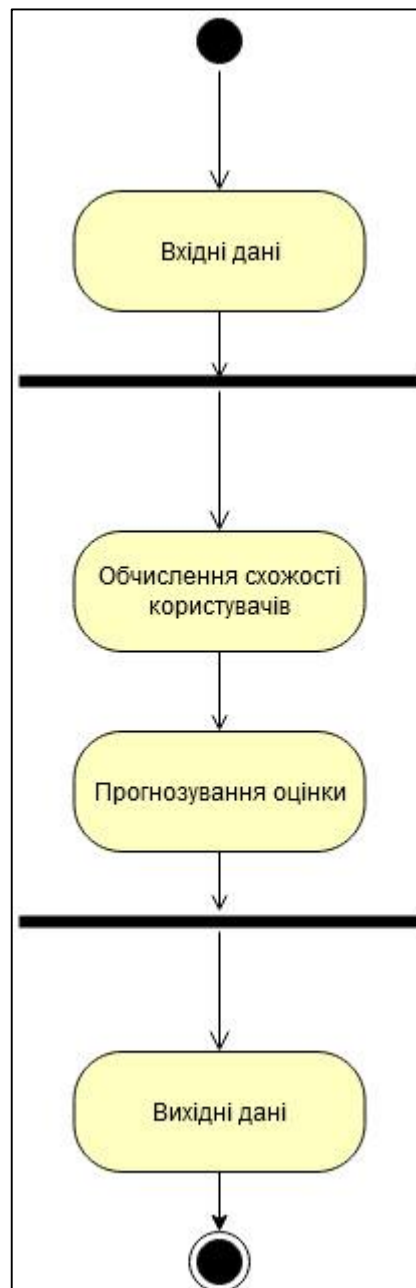 Вхідні дані
Обчислення схожості
користувачів
Прогнозування оцінки
Вихідні дані